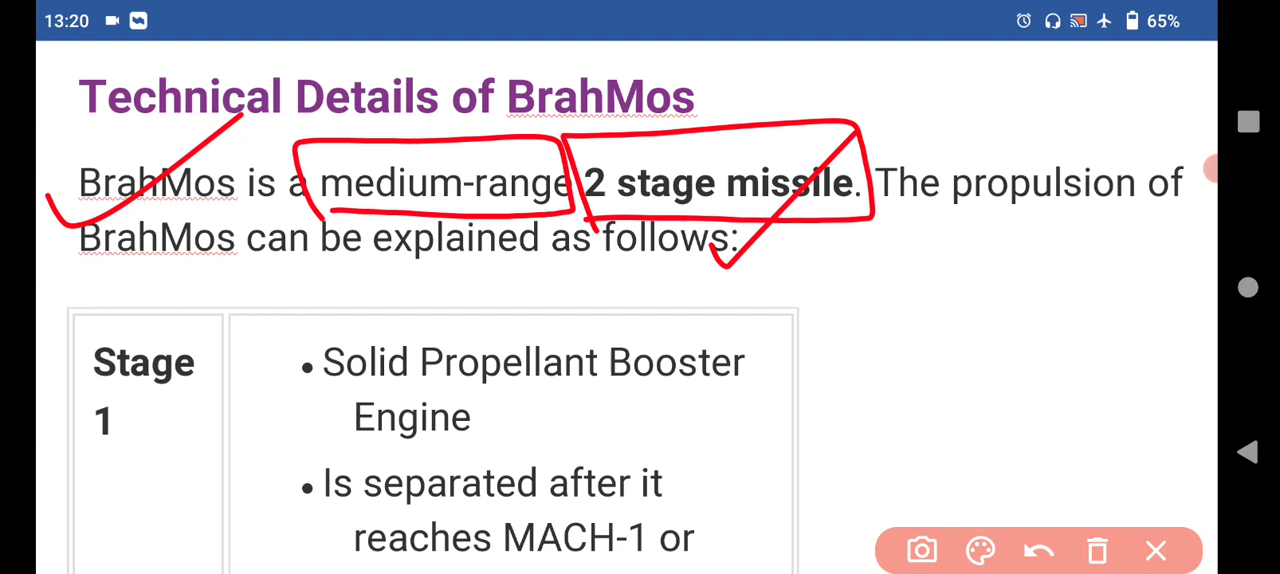 13:20
65%
Technical Details of BrahMos
BrahMos is a medium-range 2 stage missile. The propulsion of
BrahMos can be explained as follows:
Stage
1
• Solid Propellant Booster
Engine
• Is separated after it
reaches MACH-1 or